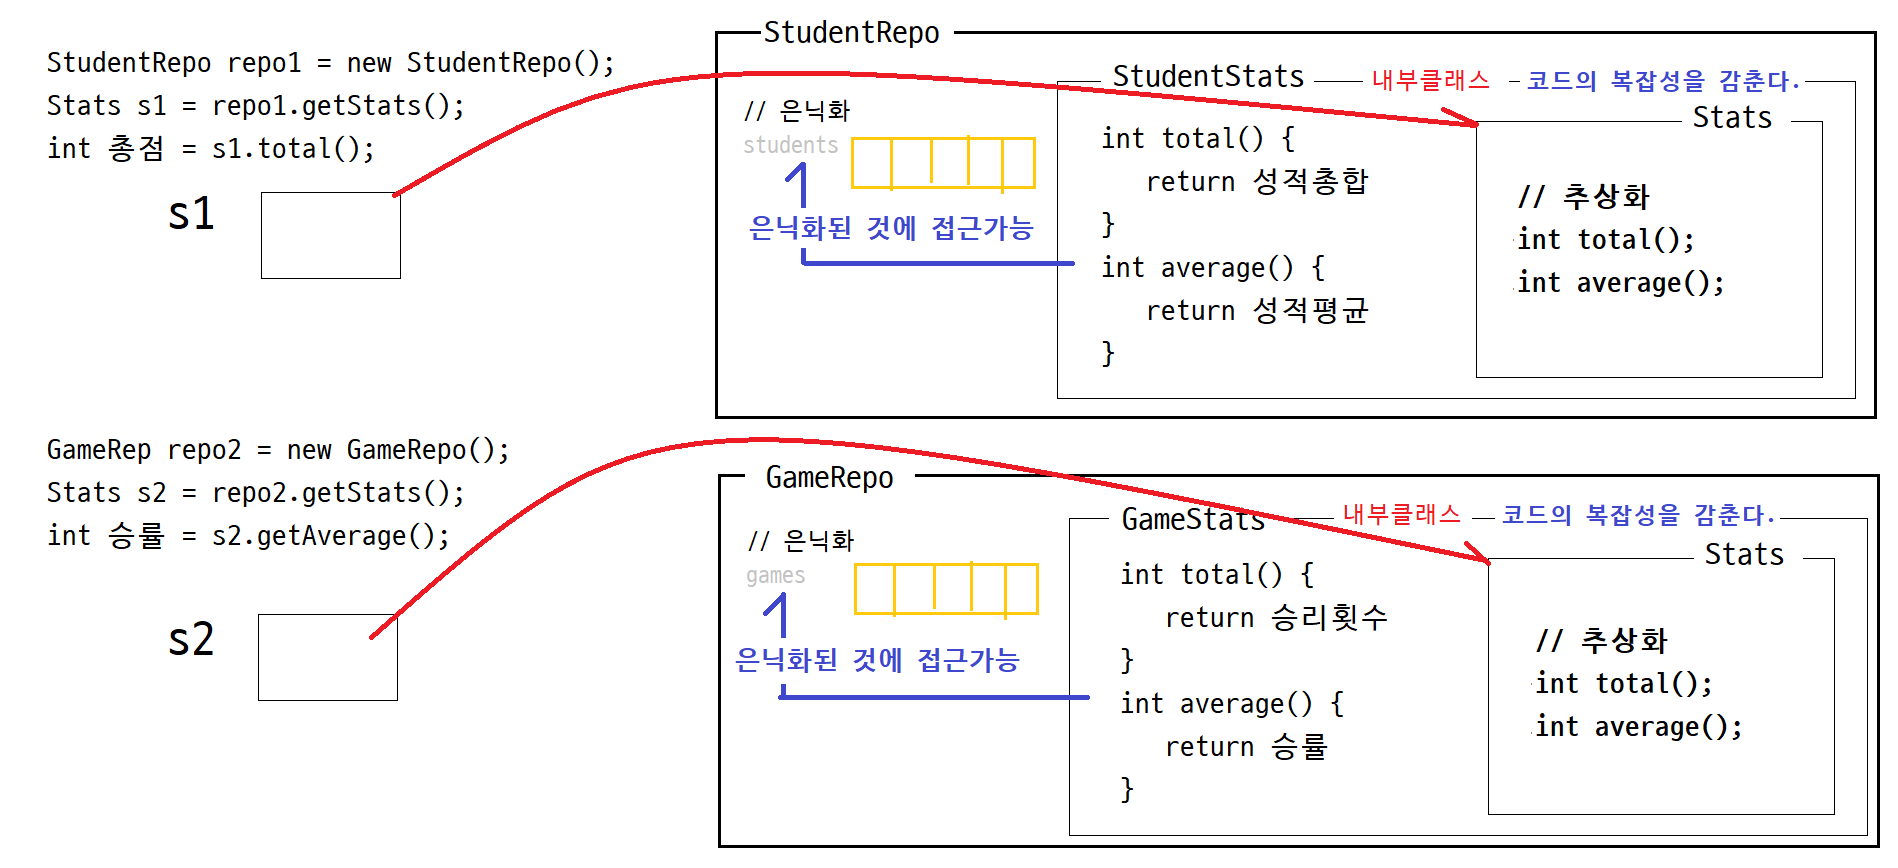 StudentRepo repo1 = new StudentRepo();
Stats s1 = repo1.getStats();
int 총점 = s1.total();
s1
StudentRepo
// 은닉화
students
은닉화된 것에 접근가능
StudentStats
내부클래스
코드의 복잡성을 감춘다.
int total() {
return 성적총합
}
int average() {
return 성적평균
}
Stats
// 추상화
int total();
int average();
GameRep repo2 = new GameRepo();
Stats s2 = repo2.getStats();
int 승률 = s2.getAverage();
s2
GameRepo
// 은닉화
games
은닉화된 것에 접근가능
GameStats
내부클래스
코드의 복잡성을 감춘다.
int total() {
return 승리횟수
}
int average() {
return 승률
}
Stats
// 추상화
int total();
int average();